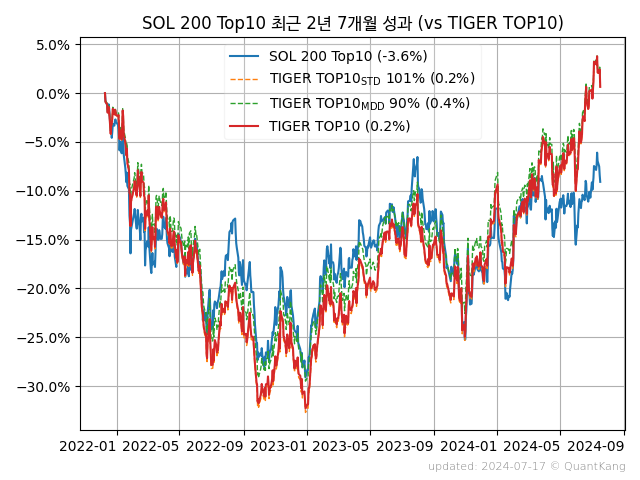 SOL 200 Top10 최근 2년 7개월 성과 (vs TIGER TOP10)
SOL 200 Top10 (-3.6%)
TIGER TOP10STD 101% (0.2%)
TIGER TOP10MDD 90% (0.4%)
TIGER TOP10 (0.2%)
5.0%
0.0%
−5.0%
−10.0%
−15.0%
−20.0%
−25.0%
−30.0%
2022-01 2022-05 2022-09 2023-01 2023-05 2023-09 2024-01 2024-05 2024-09
updated: 2024-07-17 © QuantKang